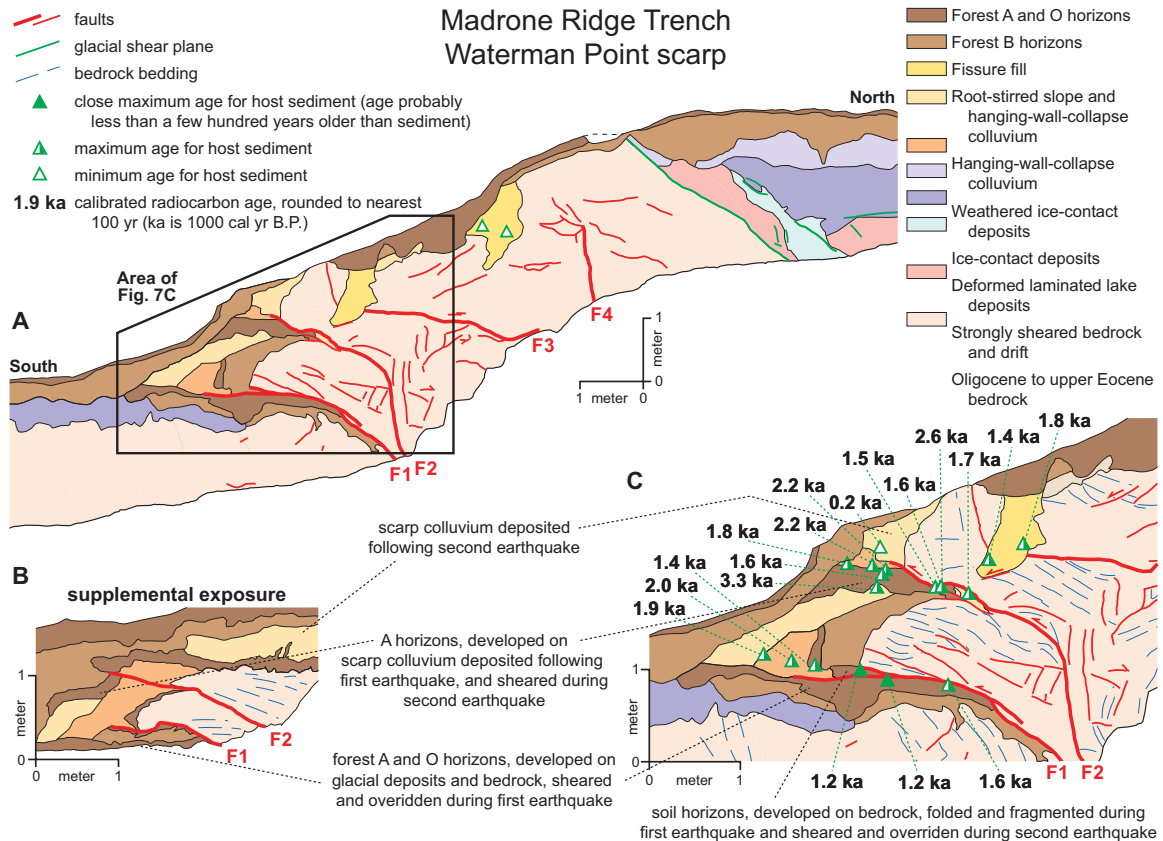 Madrone Ridge Trench
Waterman Point scarp
faults
glacial shear plane
bedrock bedding
close maximum age for host sediment (age probably
less than a few hundred years older than sediment)
maximum age for host sediment
minimum age for host sediment
1.9 ka calibrated radiocarbon age, rounded to nearest
100 yr (ka is 1000 cal yr B.P.)
Forest A and O horizons
Forest B horizons
Fissure fill
Root-stirred slope and
hanging-wall-collapse
colluvium
Hanging-wall-collapse
colluvium
Weathered ice-contact
deposits
Ice-contact deposits
Deformed laminated lake
deposits
Strongly sheared bedrock
and drift
Oligocene to upper Eocene
bedrock
North
Area of
Fig. 7C
A
South
F4
F3
F1
F2
1
meter
0
1
meter
0
scarp colluvium deposited
following second earthquake
B
supplemental exposure
A horizons, developed on
scarp colluvium deposited following
first earthquake, and sheared during
second earthquake
forest A and O horizons, developed on
glacial deposits and bedrock, sheared
and overidden during first earthquake
1
meter
0
0
meter
1
F1
F2
C
1.8 ka
2.6 ka
1.4 ka
1.5 ka
1.7 ka
2.2 ka
1.6 ka
0.2 ka
1.8 ka
2.2 ka
1.4 ka
1.6 ka
2.0 ka
3.3 ka
1.9 ka
1
meter
0
0
meter
1
1.2 ka
1.2 ka
1.6 ka
F1
F2
soil horizons, developed on bedrock, folded and fragmented during
first earthquake and sheared and overriden during second earthquake